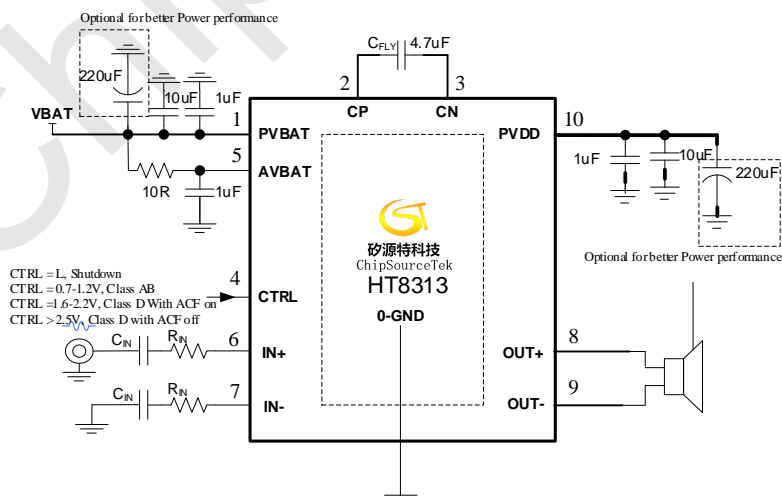 Optional for better Power performance
CFLY 4.7uF
220uF
10uF
1uF
2
3
VBAT
CP
CN
1
PVBAT
PVDD
10
5
AVBAT
1uF
10uF
220uF
10R
1uF
矽源特科技
ChipSourceTek
HT8313
0-GND
Optional for better Power performance
CTRL = L, Shutdown
CTRL = 0.7-1.2V, Class AB
CTRL =1.6-2.2V, Class D With ACF on
CTRL > 2.5V, Class D with ACF off
4
CTRL
CIN
RIN
6
IN+
OUT+
8
CIN
RIN
7
IN-
OUT-
9